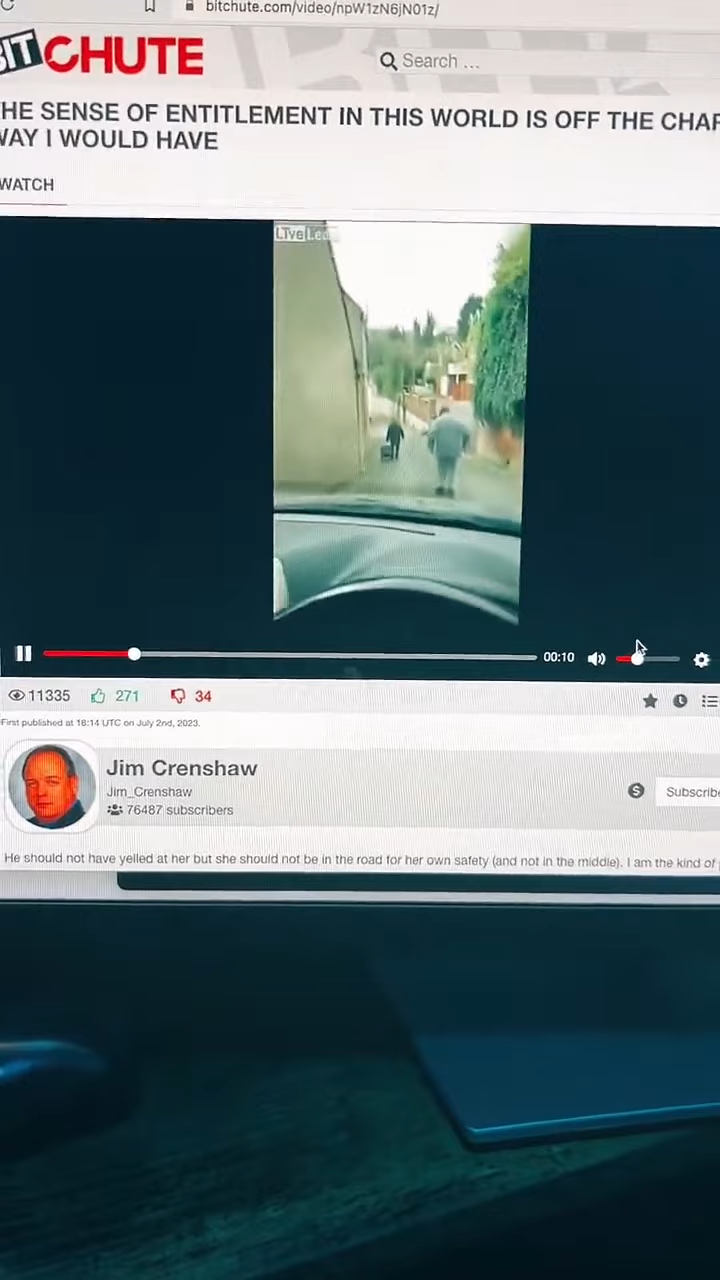 bitchute.com/video/npW1zN6jN01z/
BITCHUTE
Search ...
HE SENSE OF ENTITLEMENT IN THIS WORLD IS OFF THE CHAR
WAY I WOULD HAVE
WATCH
LiveLeak
00:10
11335 271 34
First published at 18:14 UTC on July 2nd, 2023.
Jim Crenshaw
Jim_Crenshaw
$ Subscribe
76487 subscribers
He should not have yelled at her but she should not be in the road for her own safety (and not in the middle). I am the kind of